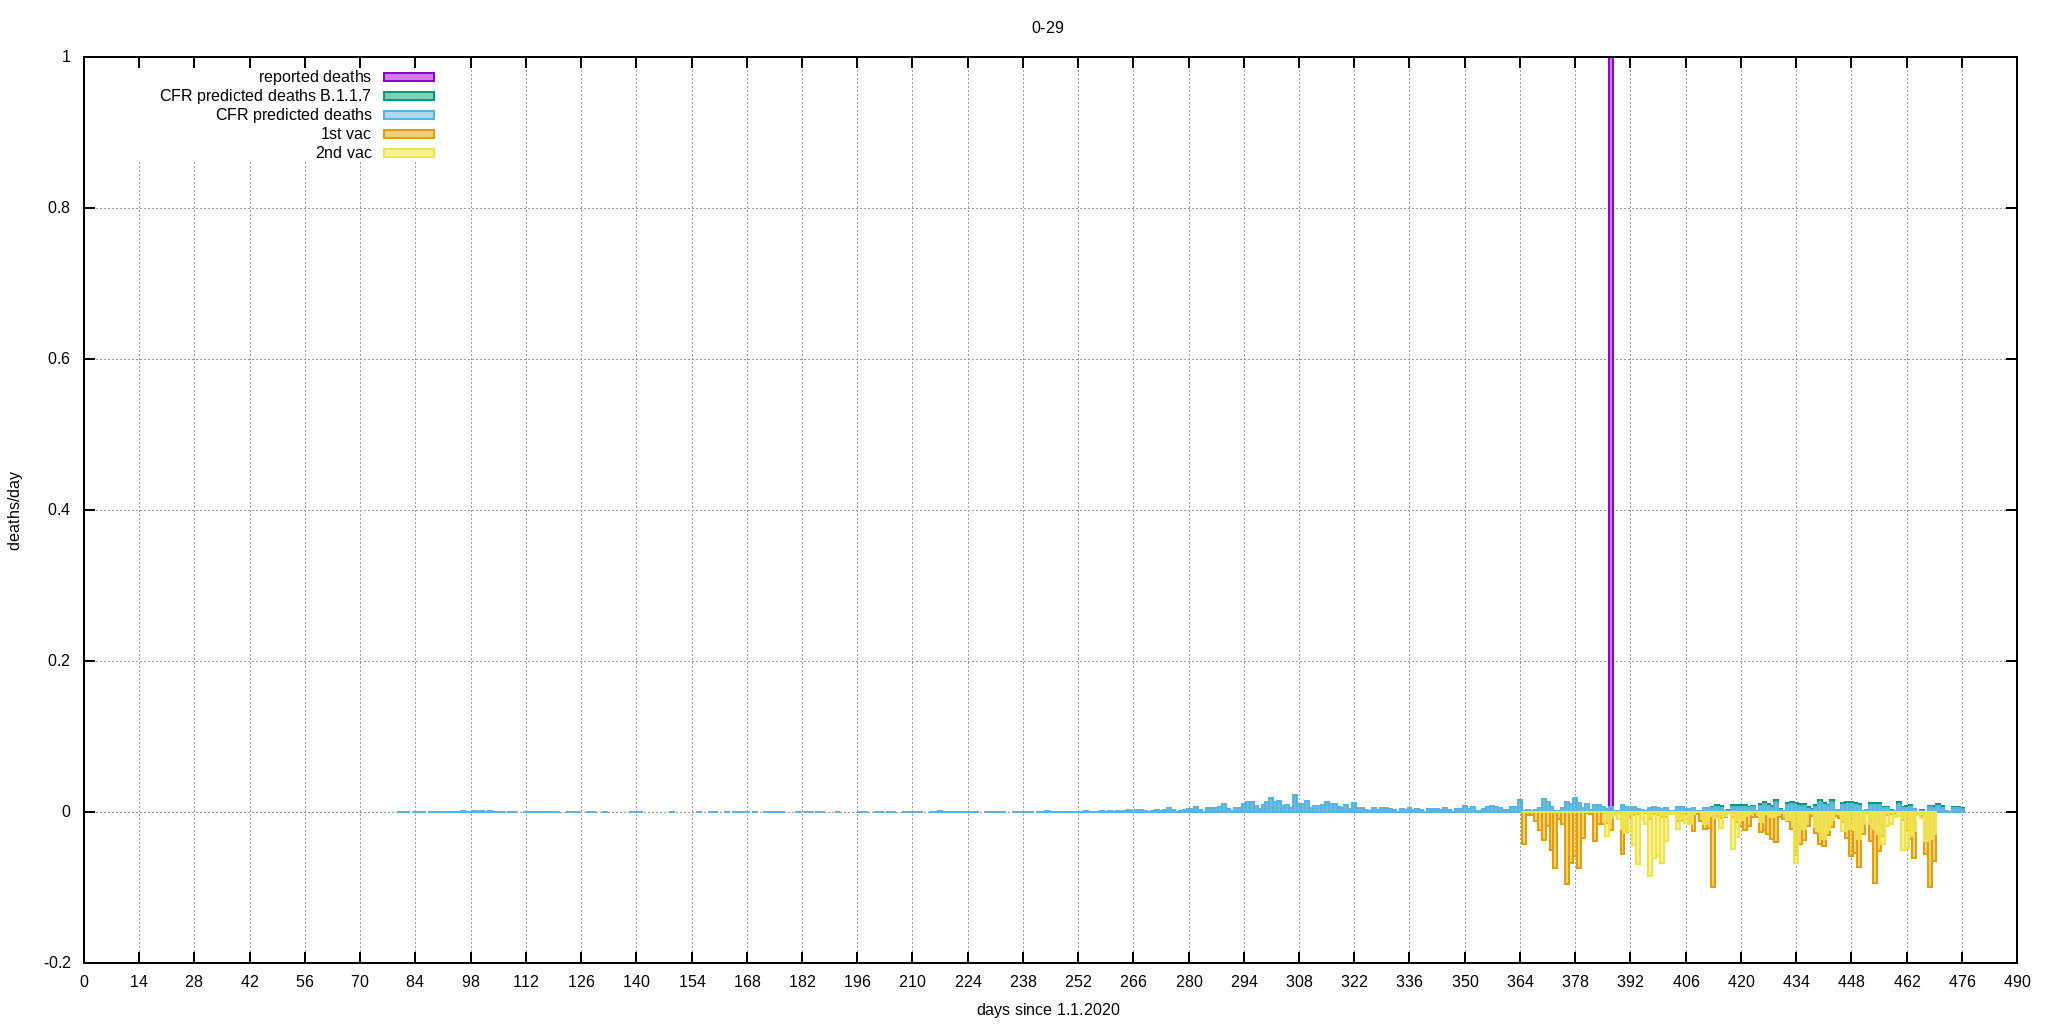 0-29
1
reported deaths
CFR predicted deaths B.1.1.7
CFR predicted deaths
1st vac
2nd vac
0.8
0.6
0.4
0.2
0
-0.2
deaths/day
0 14 28 42 56 70 84 98 112 126 140 154 168 182 196 210 224 238 252 266 280 294 308 322 336 350 364 378 392 406 420 434 448 462 476 490
days since 1.1.2020